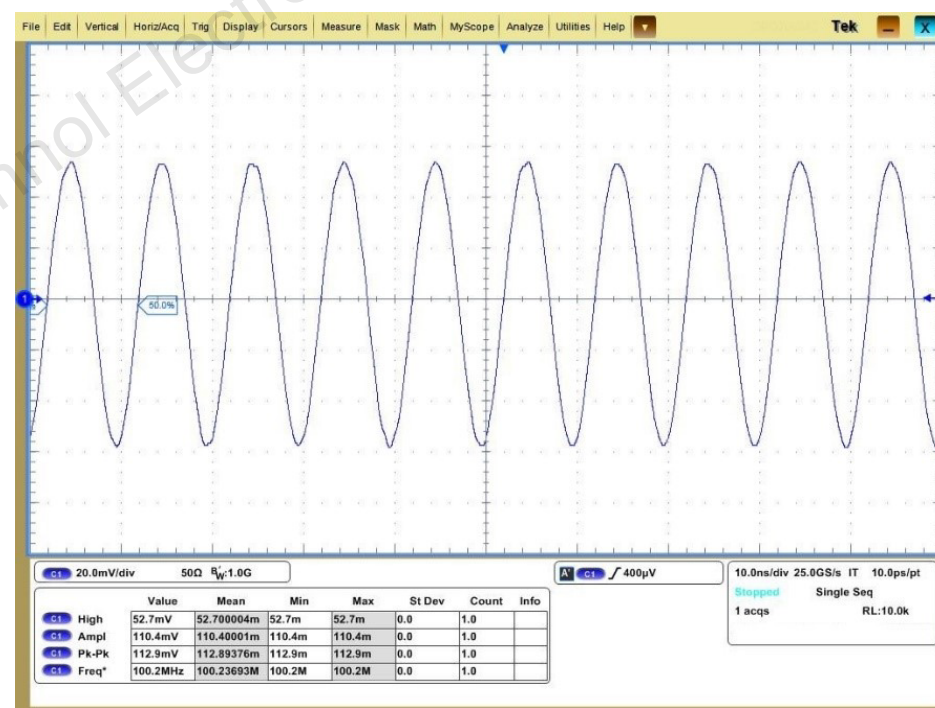 File Edit Vertical Horiz/Acq Trig Display Cursors Measure Mask Math MyScope Analyze Utilities Help Tek X
1
50.0%
C1 20.0mV/div 50Ω BW:1.0G
A' C1 400µV
10.0ns/div 25.0GS/s IT 10.0ps/pt
Stopped Single Seq
1 acqs RL:10.0k
Value Mean Min Max St Dev Count Info
C1 High 52.7mV 52.700004m 52.7m 52.7m 0.0 1.0
C1 Ampl 110.4mV 110.40001m 110.4m 110.4m 0.0 1.0
C1 Pk-Pk 112.9mV 112.89376m 112.9m 112.9m 0.0 1.0
C1 Freq* 100.2MHz 100.23693M 100.2M 100.2M 0.0 1.0